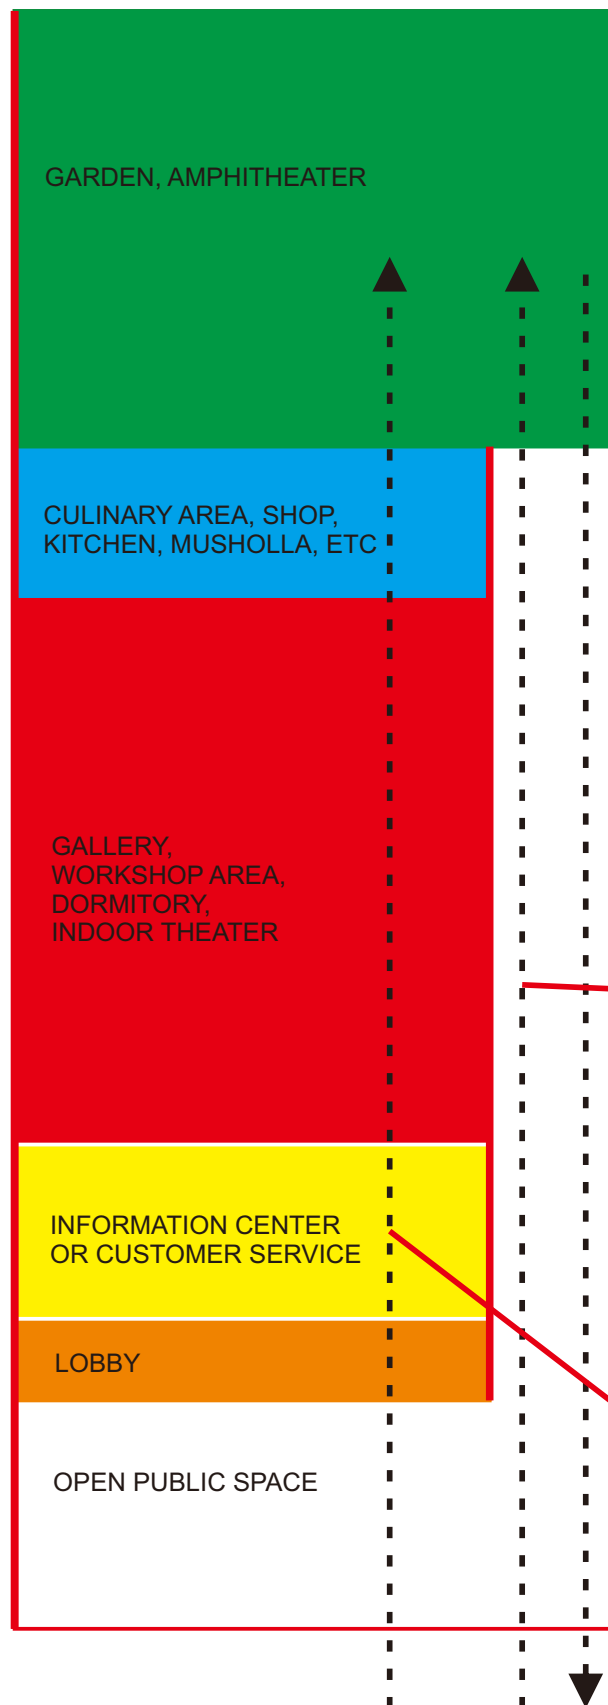 GARDEN, AMPHITHEATER
CULINARY AREA, SHOP,
KITCHEN, MUSHOLLA, ETC
GALLERY,
WORKSHOP AREA,
DORMITORY,
INDOOR THEATER
INFORMATION CENTER
OR CUSTOMER SERVICE
LOBBY
OPEN PUBLIC SPACE